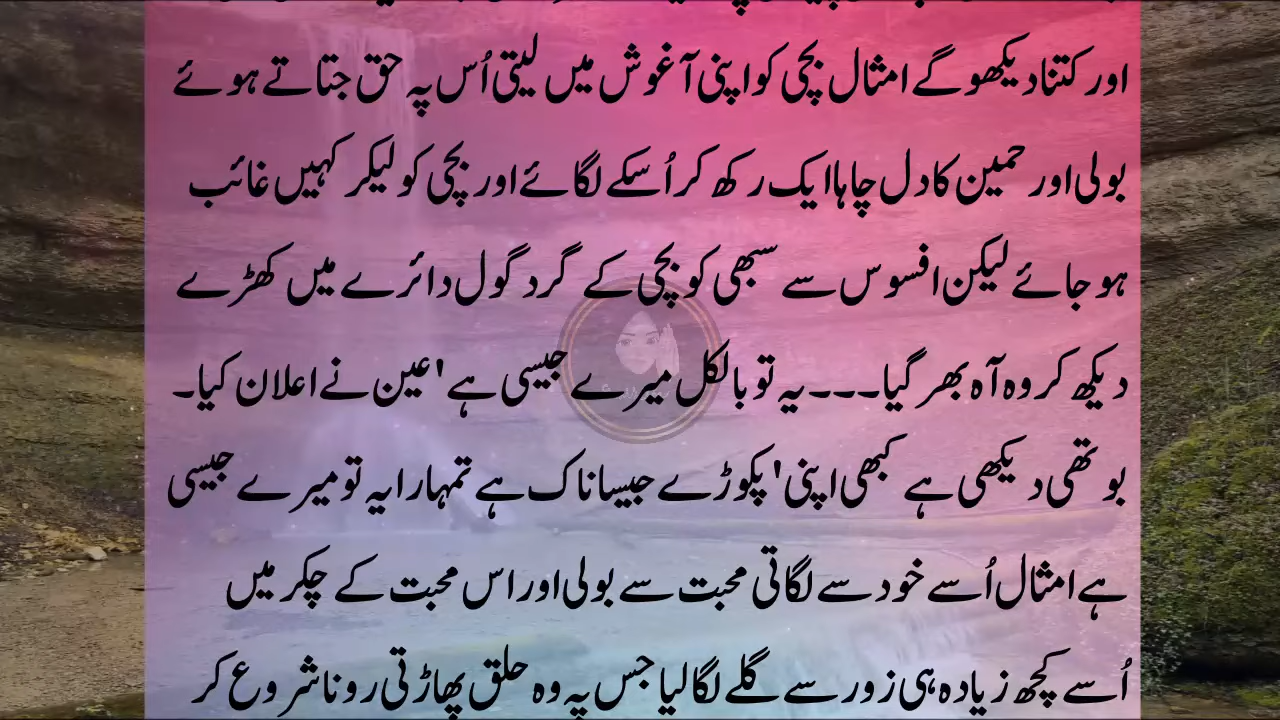 اور کتنا دیکھو گے امثال بچی کو اپنی آغوش میں لیتی اُس پہ حق جتاتے ہوئے
بولی اور حمین کا دل چاہا ایک رکھ کر اُسکے لگائے اور بچی کو لیکر کہیں غائب
ہو جائے لیکن افسوس سے سبھی کو بچی کے گرد گول دائرے میں کھڑے
دیکھ کر وہ آہ بھر گیا۔۔۔یہ تو بالکل میرے جیسی ہے 'عین نے اعلان کیا۔
بوتھی دیکھی ہے کبھی اپنی 'پکوڑے جیسا ناک ہے تمہارا یہ تو میرے جیسی
ہے امثال اُسے خود سے لگاتی محبت سے بولی اور اس محبت کے چکر میں
اُسے کچھ زیادہ ہی زور سے گلے لگا لیا جس پہ وہ حلق پھاڑتی رونا شروع کر